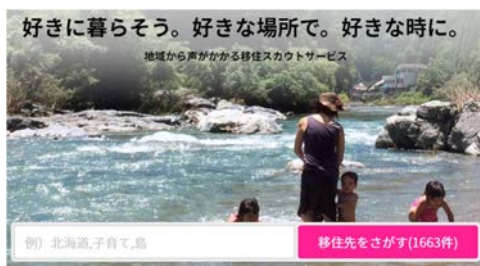 好きに暮らそう。好きな場所で。好きな時に。
地域から声がかかる移住スカウトサービス
例）北海道,子育て,島
移住先をさがす(1663件)